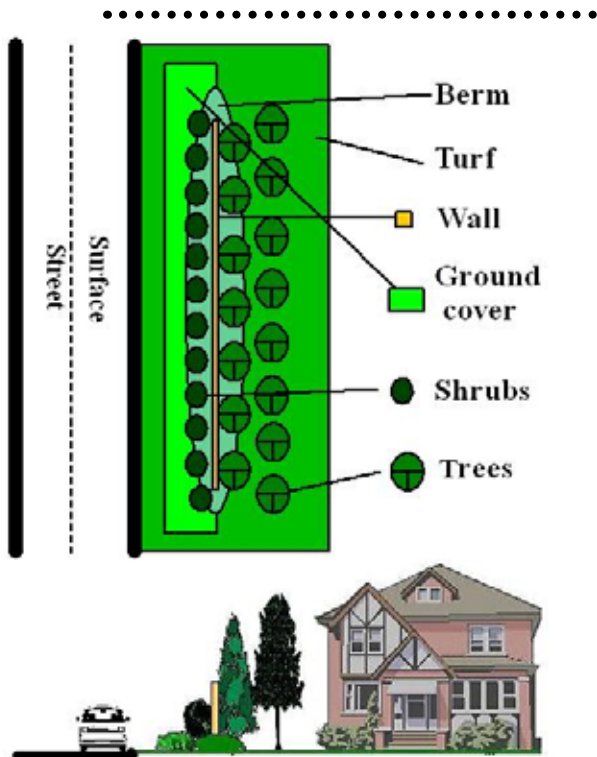 Berm
Turf
Wall
Ground
cover
Shrubs
Trees
Street
Surface